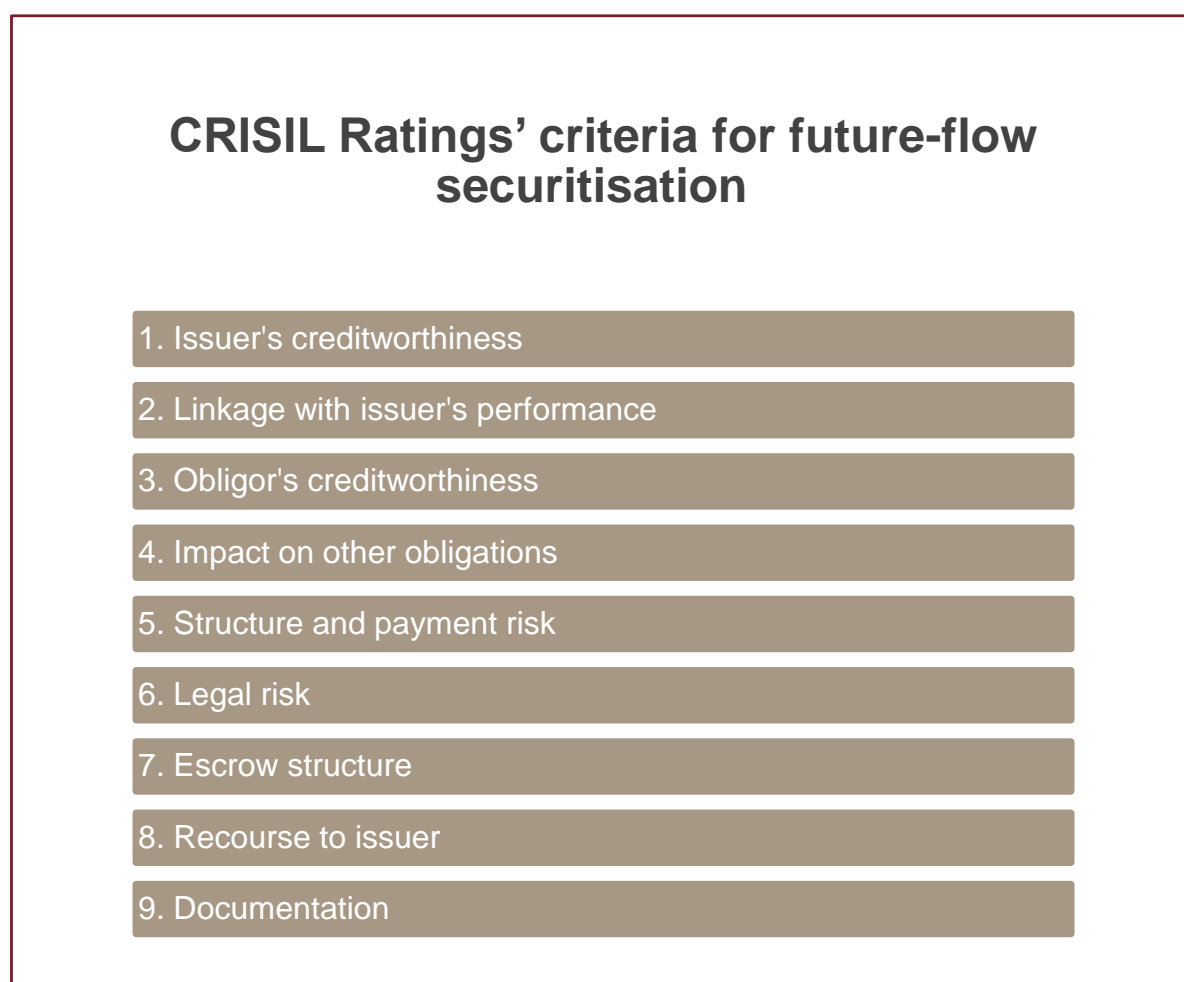 CRISIL Ratings’ criteria for future-flow
securitisation
1. Issuer's creditworthiness
2. Linkage with issuer's performance
3. Obligor's creditworthiness
4. Impact on other obligations
5. Structure and payment risk
6. Legal risk
7. Escrow structure
8. Recourse to issuer
9. Documentation